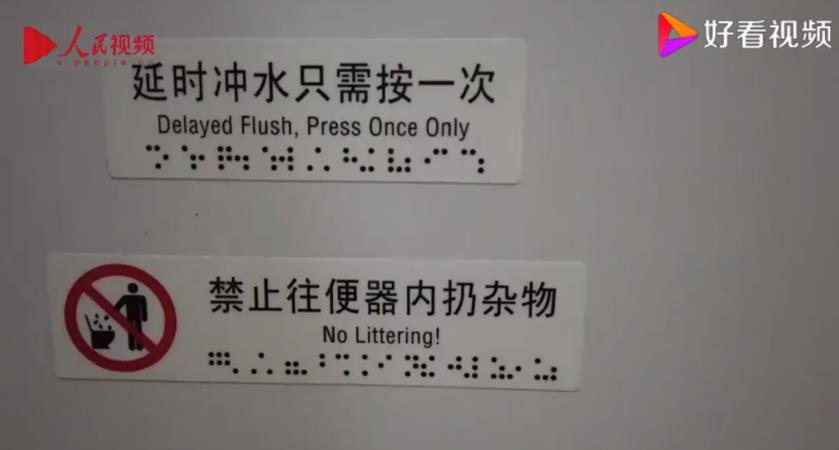 人民视频
v.people.cn
好看视频
延时冲水只需按一次
Delayed Flush, Press Once Only
禁止往便器内扔杂物
No Littering!